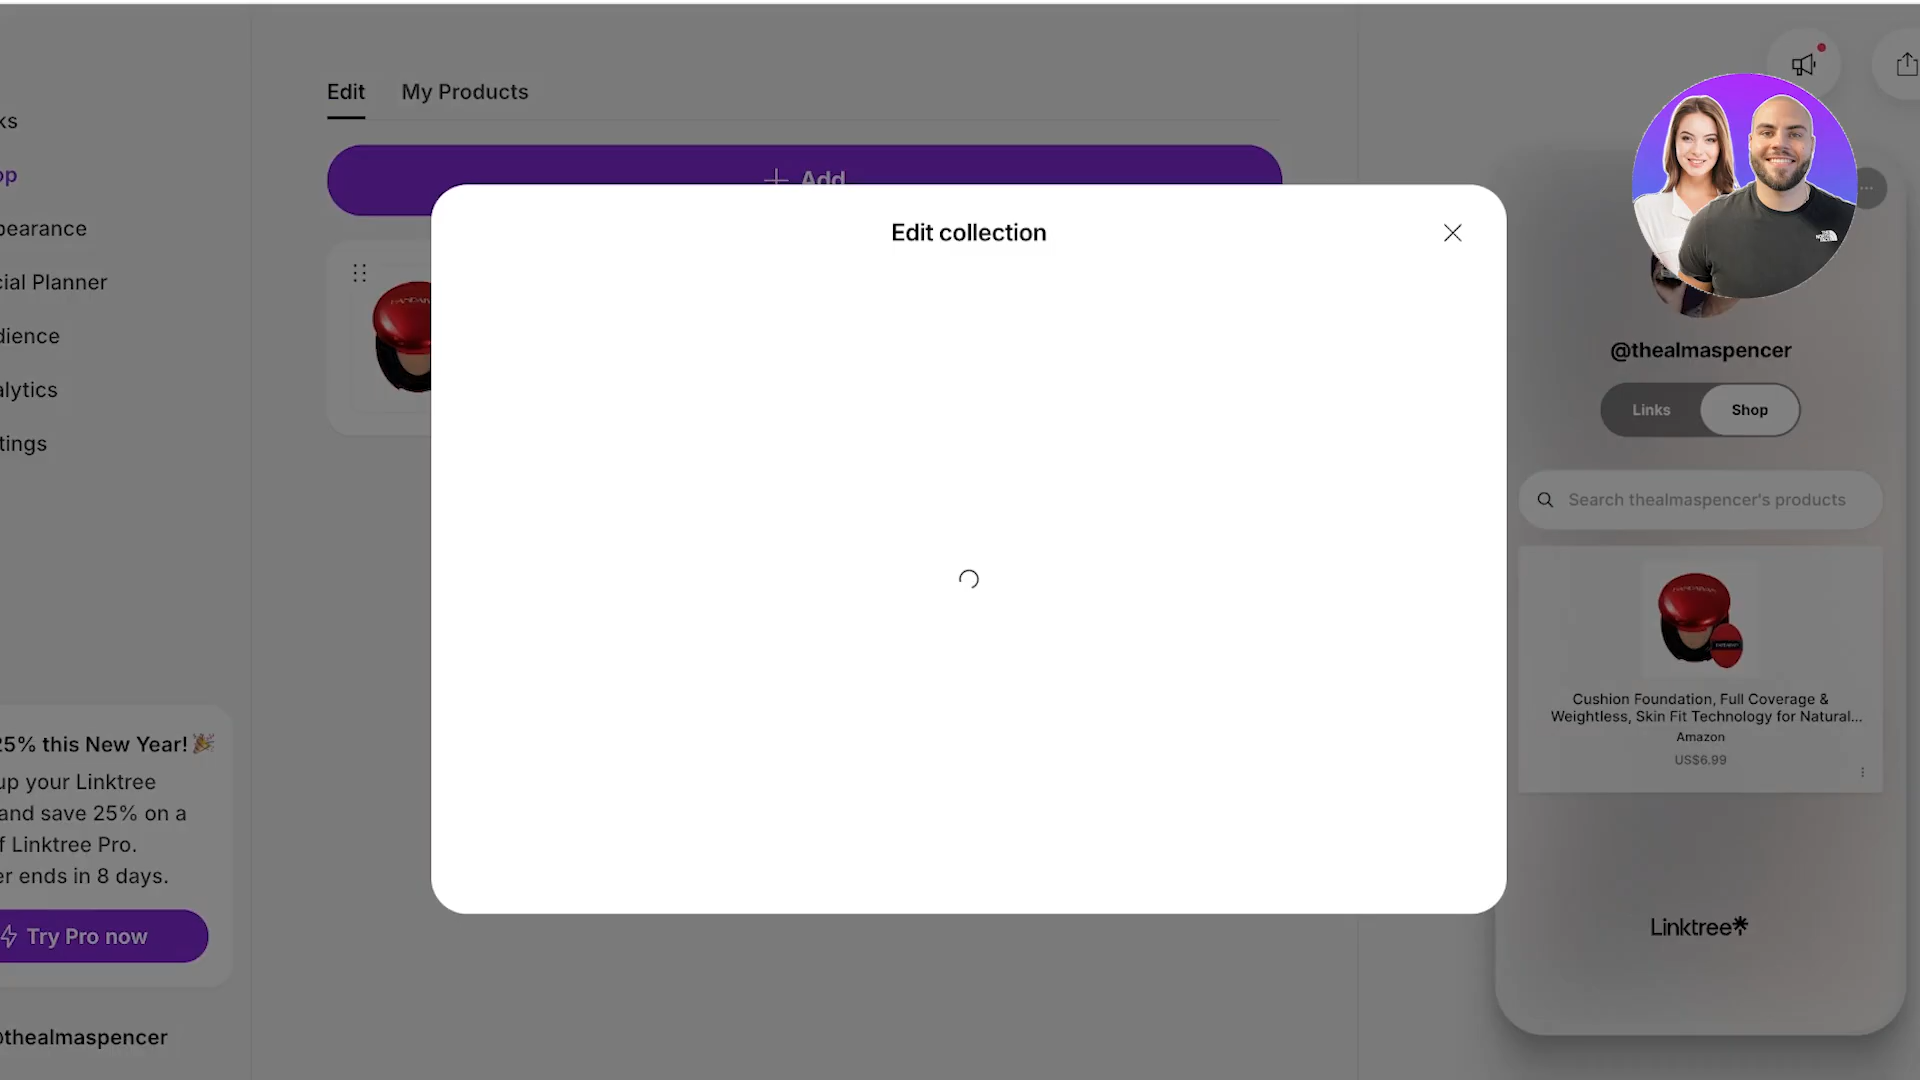 Edit
My Products
ks
op
pearance
cial Planner
dience
alytics
ttings
Add
Edit collection
@thealmaspencer
Links
Shop
Search thealmaspencer's products
Cushion Foundation, Full Coverage &
Weightless, Skin Fit Technology for Natural...
Amazon
US$6.99
Linktree
25% this New Year! 🎉
up your Linktree
and save 25% on a
f Linktree Pro.
er ends in 8 days.
Try Pro now
@thealmaspencer